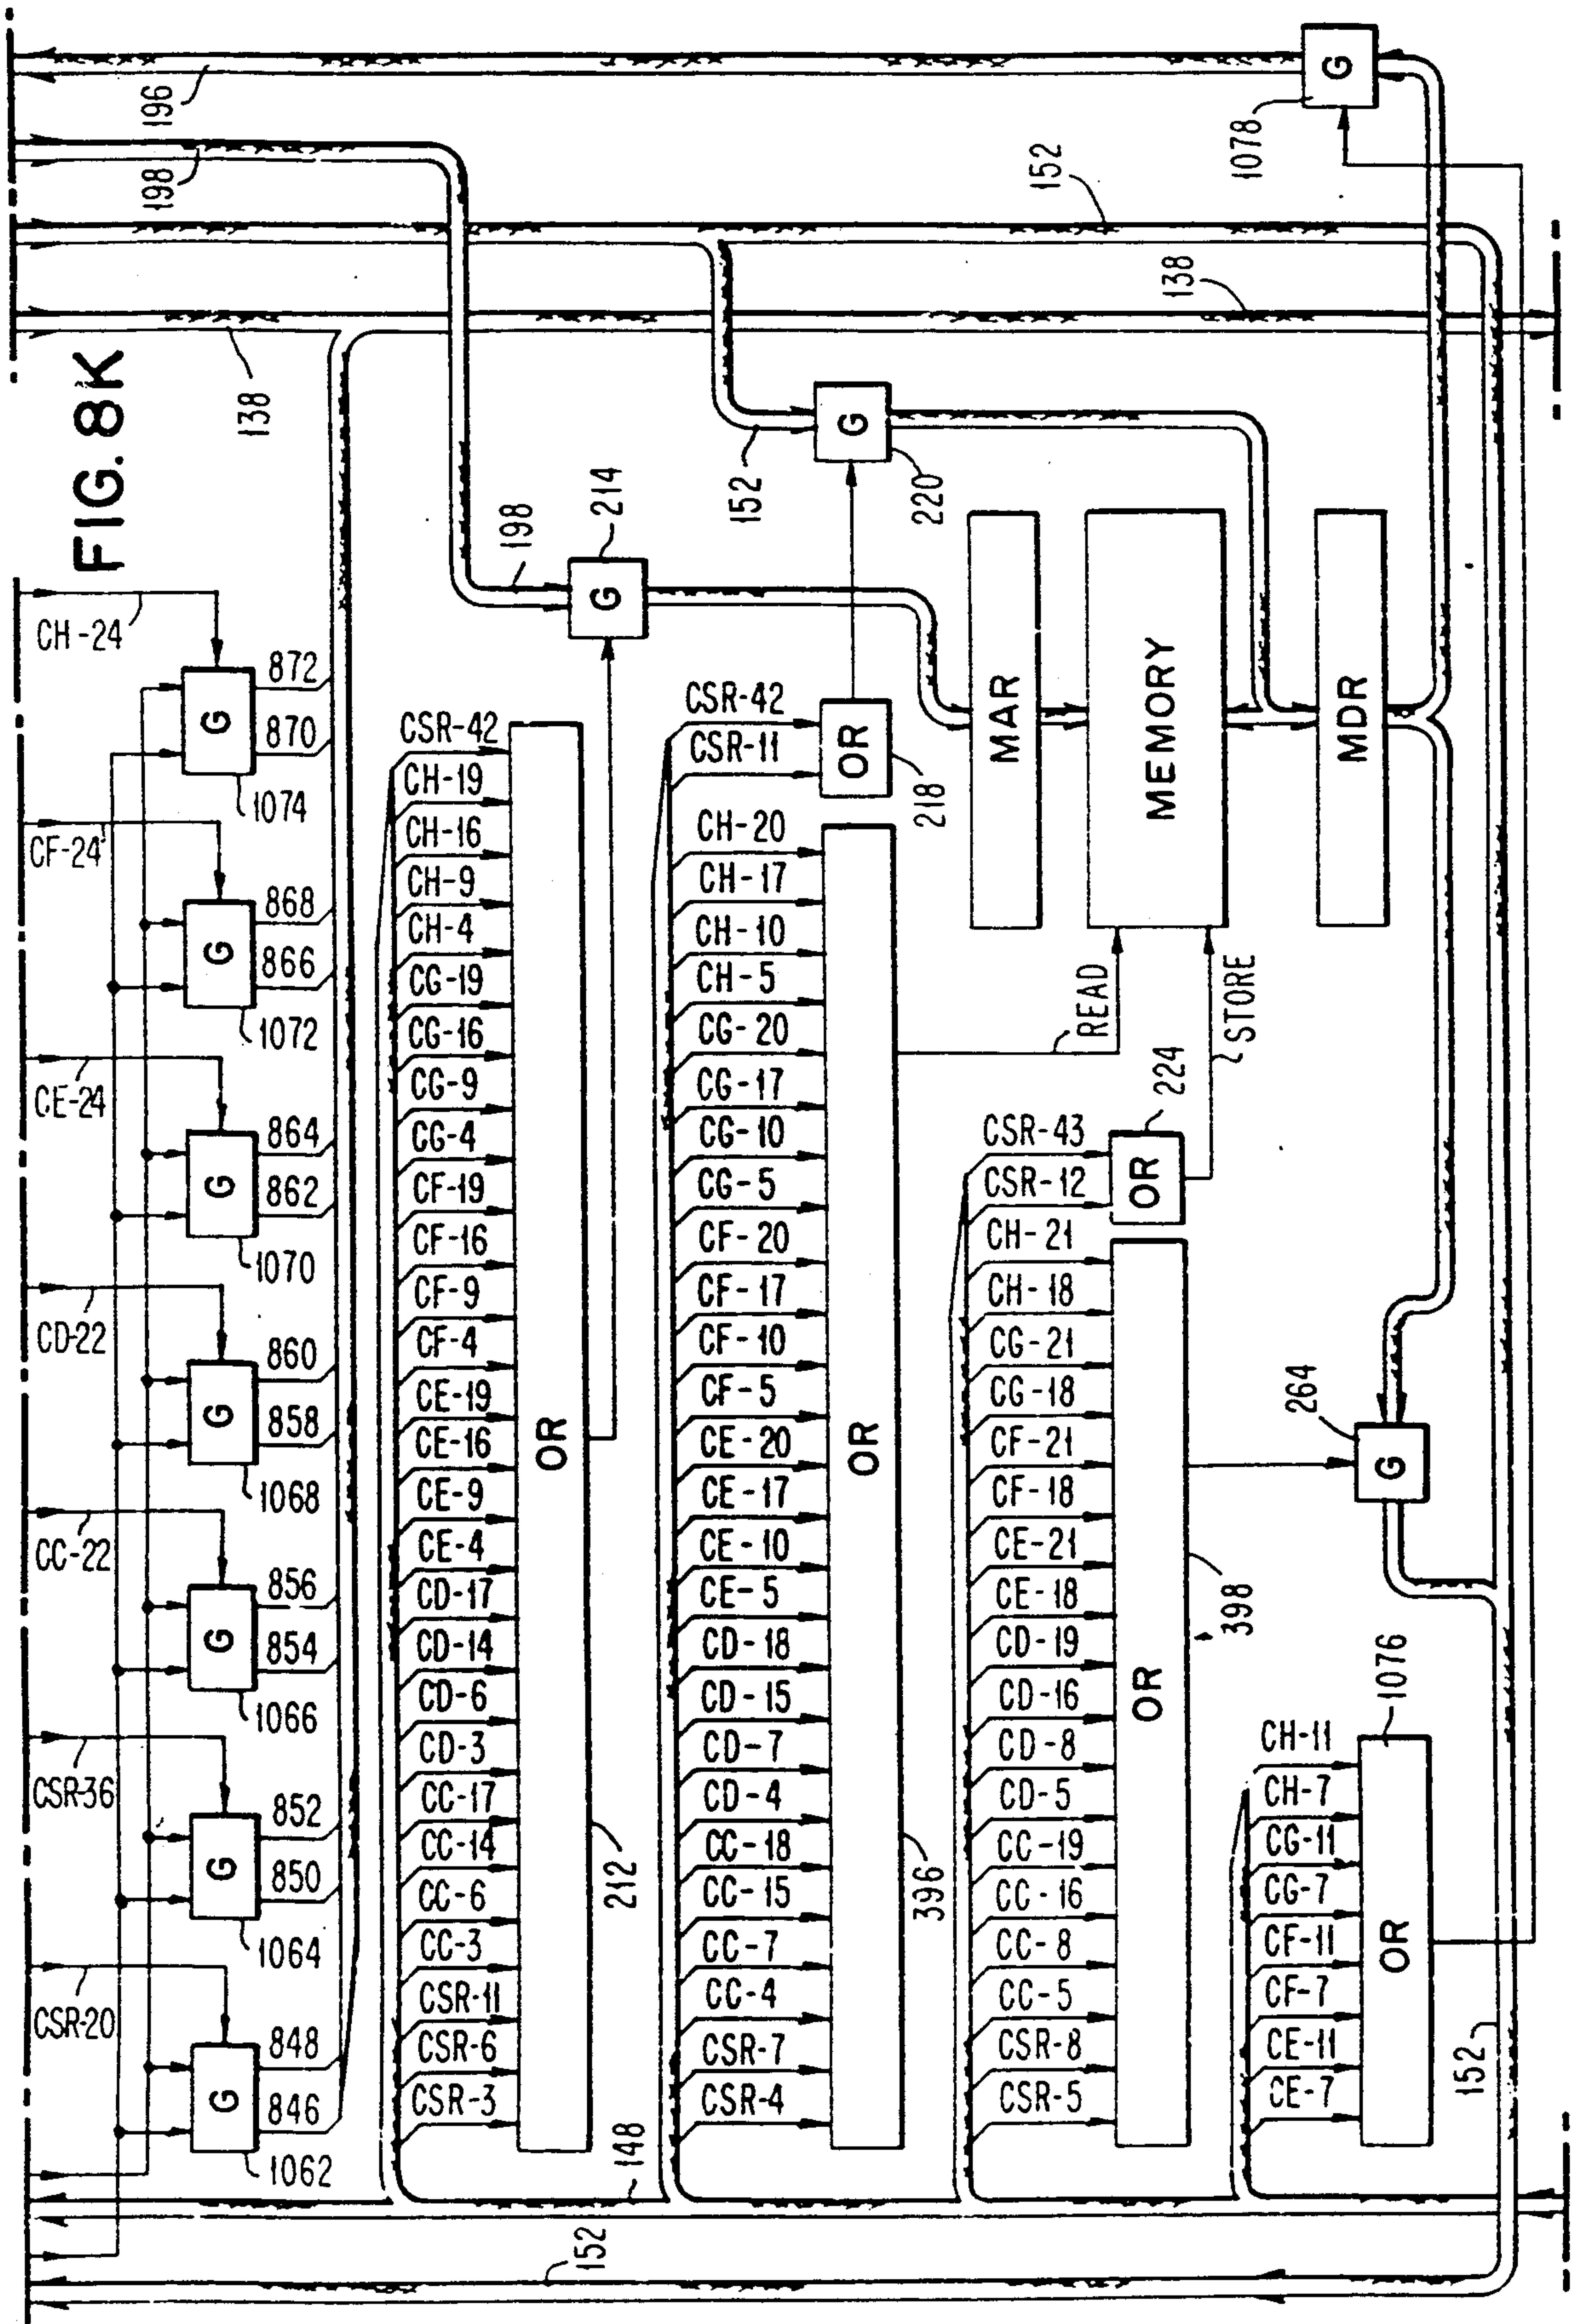 FIG. 8K
196
198
138
152
CSR-20
CSR-36
CC-22
CD-22
CE-24
CF-24
CH-24
G
1062
846
848
G
1064
850
852
G
1066
854
856
G
1068
858
860
G
1070
862
864
G
1072
866
868
G
1074
870
872
CSR-3
CSR-6
CSR-11
CC-3
CC-6
CC-14
CC-17
CD-3
CD-6
CD-14
CD-17
CE-4
CE-9
CE-16
CE-19
CF-4
CF-9
CF-16
CF-19
CG-4
CG-9
CG-16
CG-19
CH-4
CH-9
CH-16
CH-19
CSR-42
OR
212
198
G
214
148
CSR-4
CSR-7
CC-4
CC-7
CC-15
CC-18
CD-4
CD-7
CD-15
CD-18
CE-5
CE-10
CE-17
CE-20
CF-5
CF-10
CF-17
CF-20
CG-5
CG-10
CG-17
CG-20
CH-5
CH-10
CH-17
CH-20
OR
396
CSR-11
CSR-42
OR
218
152
G
220
READ
STORE
MAR
MEMORY
MDR
CSR-5
CSR-8
CC-5
CC-8
CC-16
CC-19
CD-5
CD-8
CD-16
CD-19
CE-18
CE-21
CF-18
CF-21
CG-18
CG-21
CH-18
CH-21
OR
398
CSR-12
CSR-43
OR
224
152
138
152
G
264
CE-7
CE-11
CF-7
CF-11
CG-7
CG-11
CH-7
CH-11
OR
1076
152
G
1078